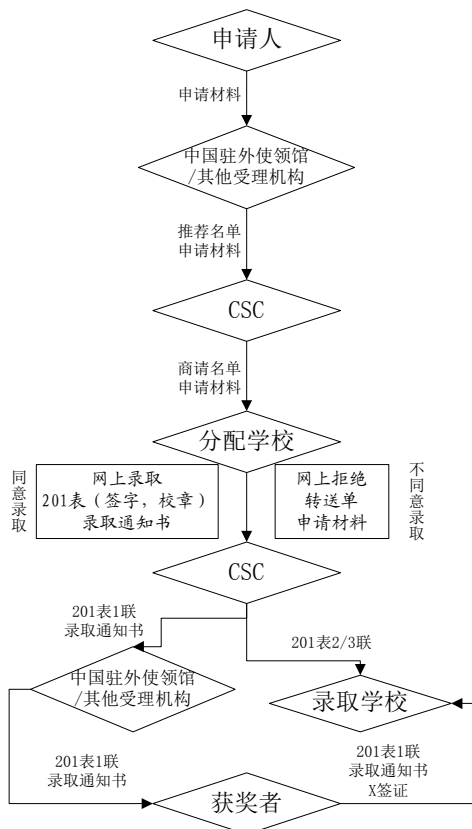 申请人
申请材料
中国驻外使领馆
/其他受理机构
推荐名单
申请材料
CSC
商请名单
申请材料
分配学校
同意录取
网上录取
201表（签字，校章）
录取通知书
网上拒绝
转送单
申请材料
不同意录取
CSC
201表1联
录取通知书
201表2/3联
中国驻外使领馆
/其他受理机构
录取学校
201表1联
录取通知书
201表1联
录取通知书
X签证
获奖者